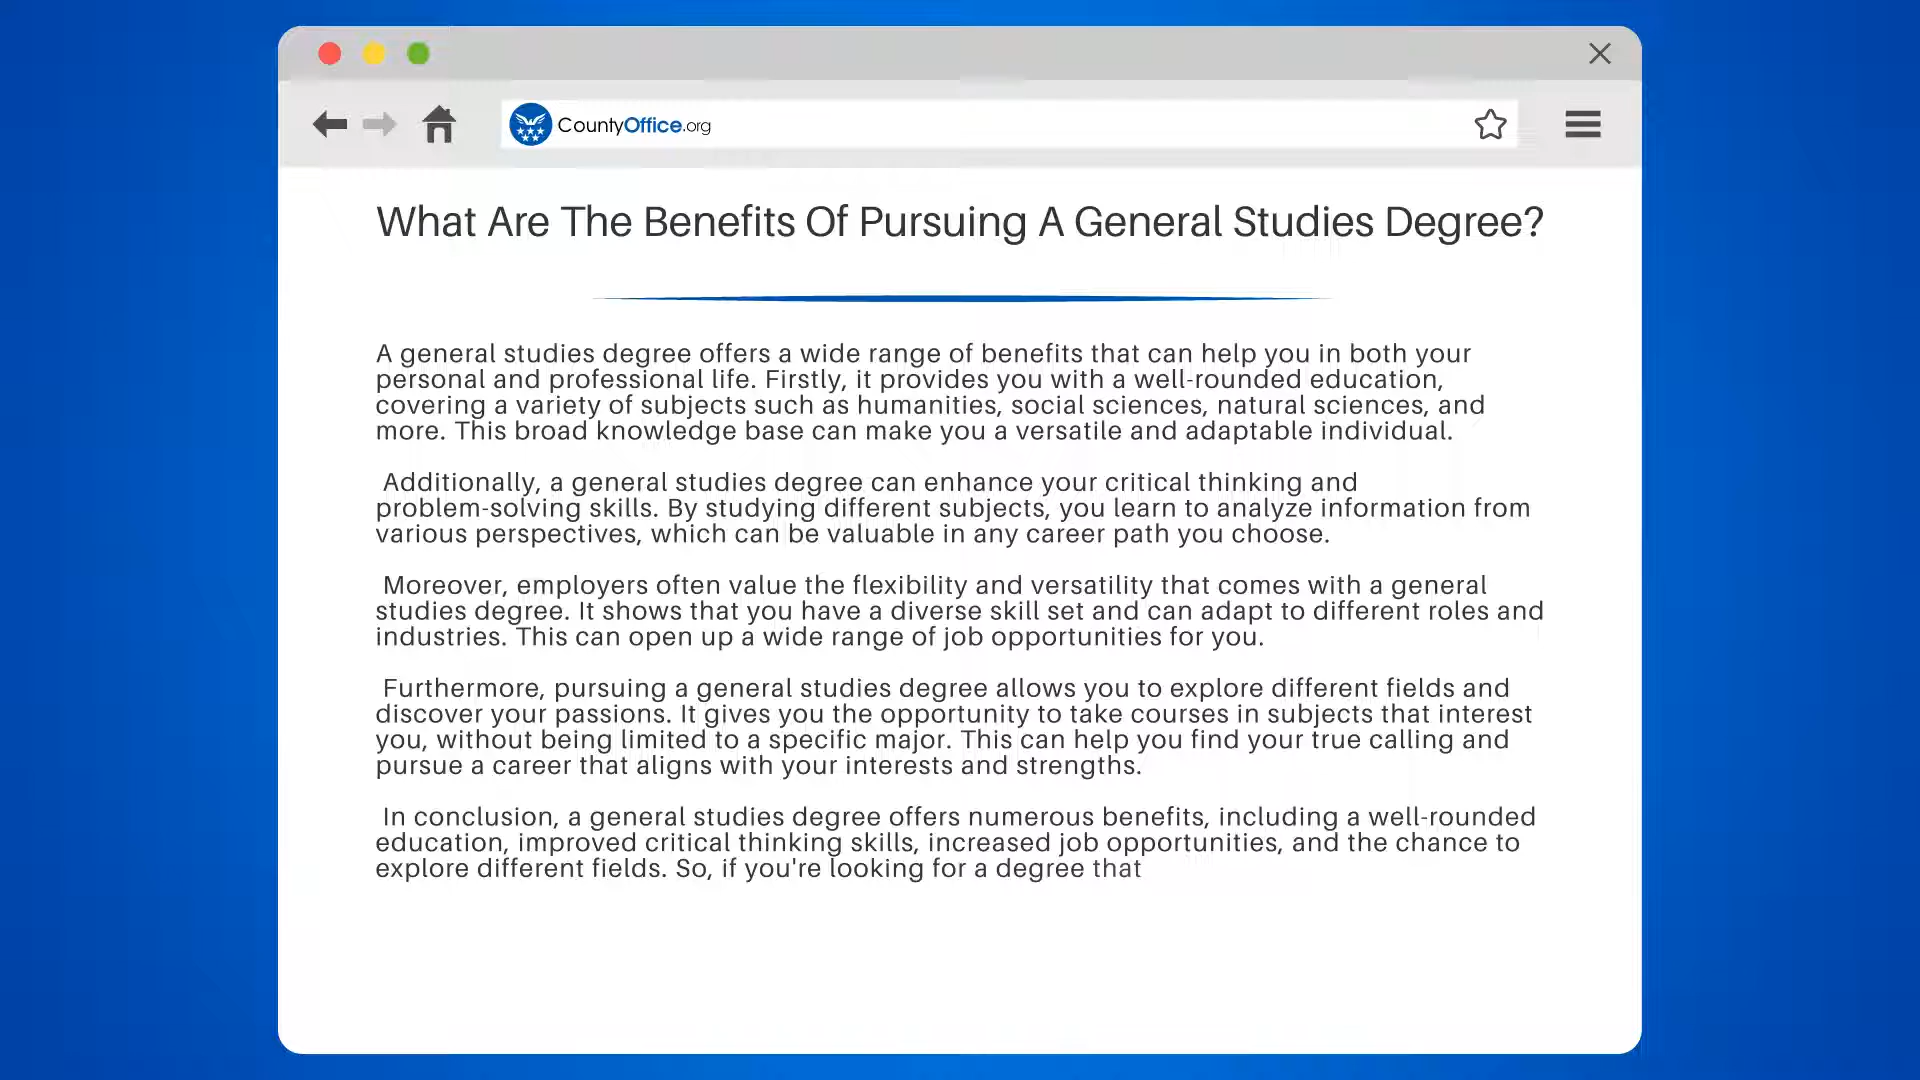 CountyOffice.org
What Are The Benefits Of Pursuing A General Studies Degree?
A general studies degree offers a wide range of benefits that can help you in both your
personal and professional life. Firstly, it provides you with a well-rounded education,
covering a variety of subjects such as humanities, social sciences, natural sciences, and
more. This broad knowledge base can make you a versatile and adaptable individual.
Additionally, a general studies degree can enhance your critical thinking and
problem-solving skills. By studying different subjects, you learn to analyze information from
various perspectives, which can be valuable in any career path you choose.
Moreover, employers often value the flexibility and versatility that comes with a general
studies degree. It shows that you have a diverse skill set and can adapt to different roles and
industries. This can open up a wide range of job opportunities for you.
Furthermore, pursuing a general studies degree allows you to explore different fields and
discover your passions. It gives you the opportunity to take courses in subjects that interest
you, without being limited to a specific major. This can help you find your true calling and
pursue a career that aligns with your interests and strengths.
In conclusion, a general studies degree offers numerous benefits, including a well-rounded
education, improved critical thinking skills, increased job opportunities, and the chance to
explore different fields. So, if you're looking for a degree that